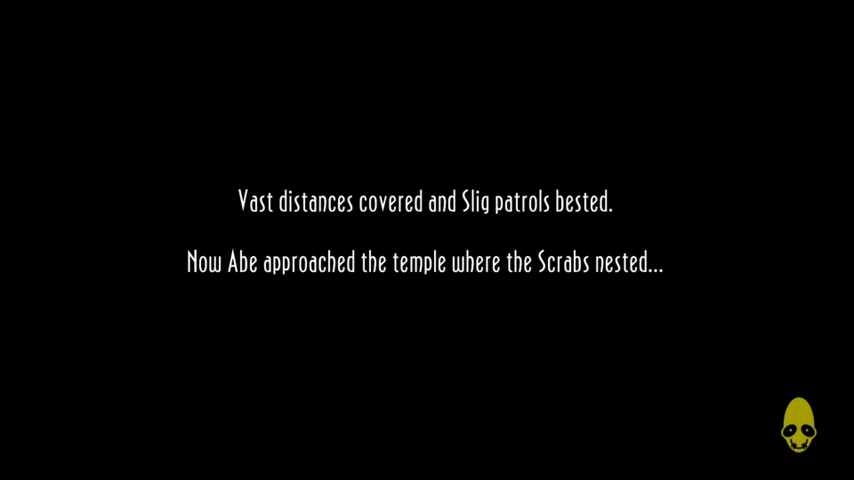 Vast distances covered and Slig patrols bested.
Now Abe approached the temple where the Scrabs nested...